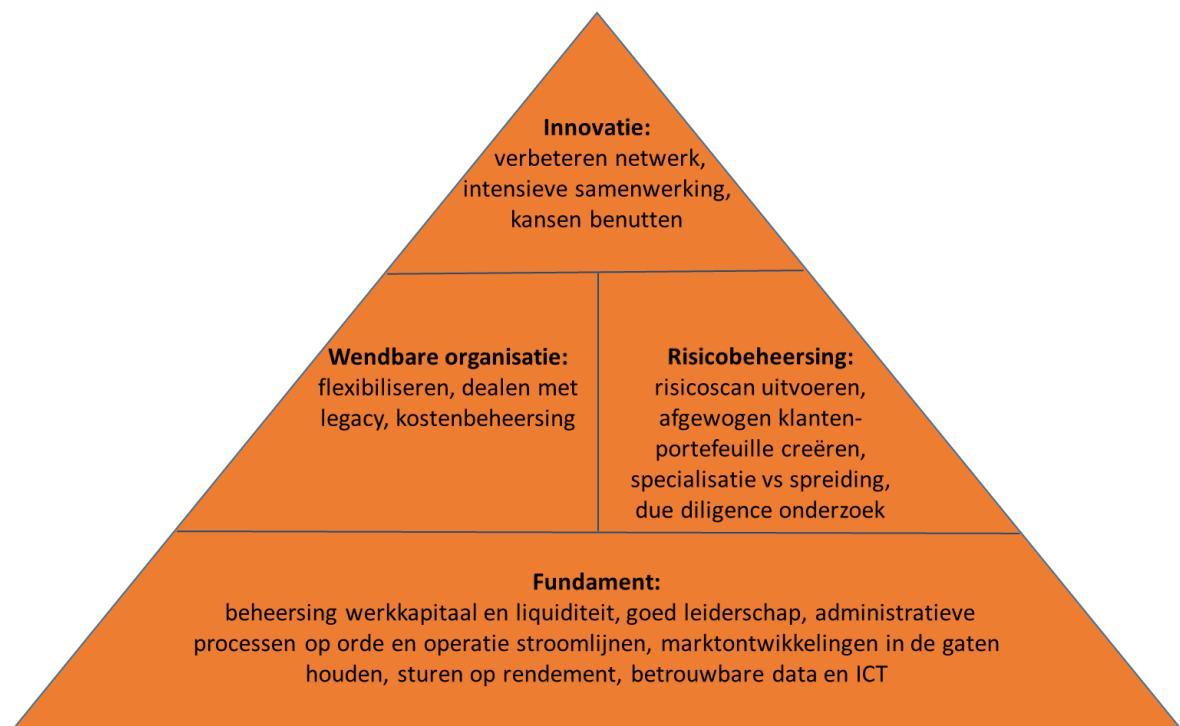 Innovatie:
verbeteren netwerk,
intensieve samenwerking,
kansen benutten
Wendbare organisatie:
flexibiliseren, dealen met
legacy, kostenbeheersing
Risicobeheersing:
risicoscan uitvoeren,
afgewogen klanten-
portefeuille creëren,
specialisatie vs spreiding,
due diligence onderzoek
Fundament:
beheersing werkkapitaal en liquiditeit, goed leiderschap, administratieve
processen op orde en operatie stroomlijnen, marktontwikkelingen in de gaten
houden, sturen op rendement, betrouwbare data en ICT